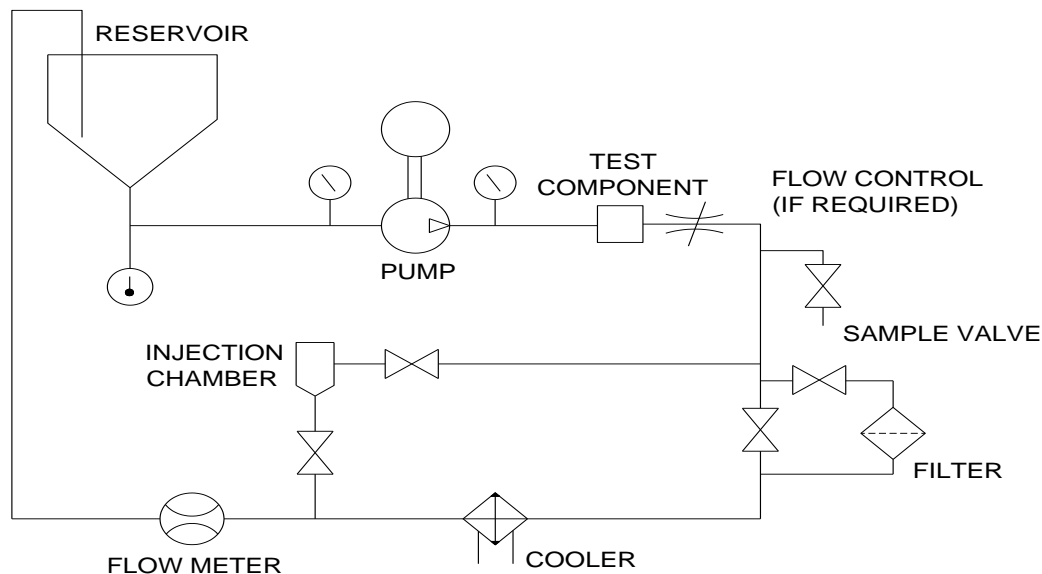 RESERVOIR
TEST
COMPONENT
FLOW CONTROL
(IF REQUIRED)
PUMP
SAMPLE VALVE
INJECTION
CHAMBER
FILTER
FLOW METER
COOLER